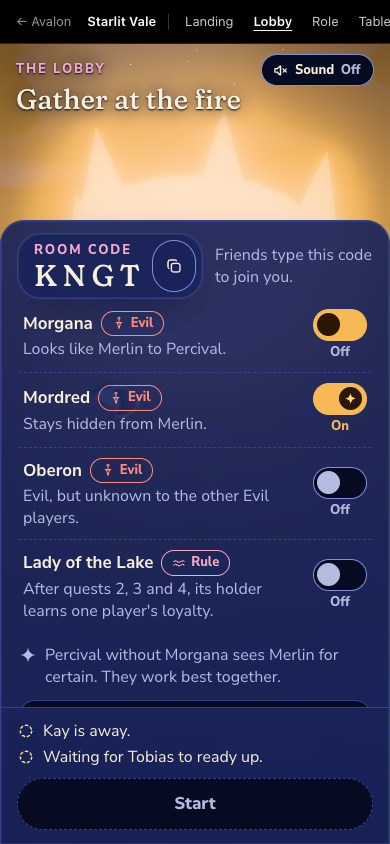 ← Avalon Starlit Vale Landing Lobby Role Table
THE LOBBY
Sound Off
Gather at the fire
ROOM CODE
KNGT
Friends type this code
to join you.
Morgana Evil
Looks like Merlin to Percival.
Off
Mordred Evil
Stays hidden from Merlin.
On
Oberon Evil
Evil, but unknown to the other Evil
players.
Off
Lady of the Lake Rule
After quests 2, 3 and 4, its holder
learns one player's loyalty.
Off
Percival without Morgana sees Merlin for
certain. They work best together.
Kay is away.
Waiting for Tobias to ready up.
Start